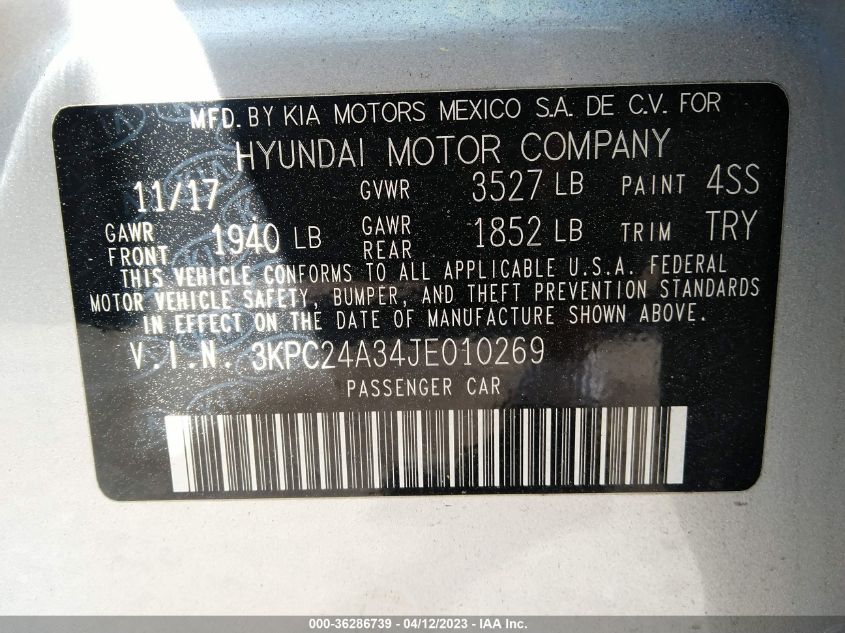 MFD. BY KIA MOTORS MEXICO S.A. DE C.V. FOR
HYUNDAI MOTOR COMPANY
11/17 GVWR 3527 LB PAINT 4SS
GAWR FRONT 1940 LB GAWR REAR 1852 LB TRIM TRY
THIS VEHICLE CONFORMS TO ALL APPLICABLE U.S.A. FEDERAL
MOTOR VEHICLE SAFETY, BUMPER, AND THEFT PREVENTION STANDARDS
IN EFFECT ON THE DATE OF MANUFACTURE SHOWN ABOVE.
V.I.N. 3KPC24A34JE010269
PASSENGER CAR
000-36286739 - 04/12/2023 - IAA Inc.